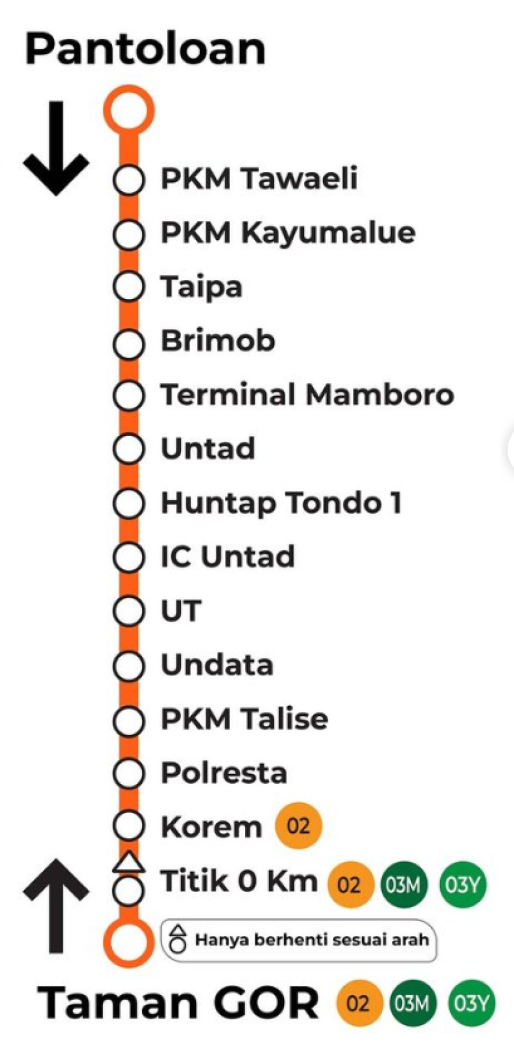 Pantoloan
PKM Tawaeli
PKM Kayumalue
Taipa
Brimob
Terminal Mamboro
Untad
Huntap Tondo 1
IC Untad
UT
Undata
PKM Talise
Polresta
Korem 02
Titik 0 Km 02 03M 03Y
Hanya berhenti sesuai arah
Taman GOR 02 03M 03Y